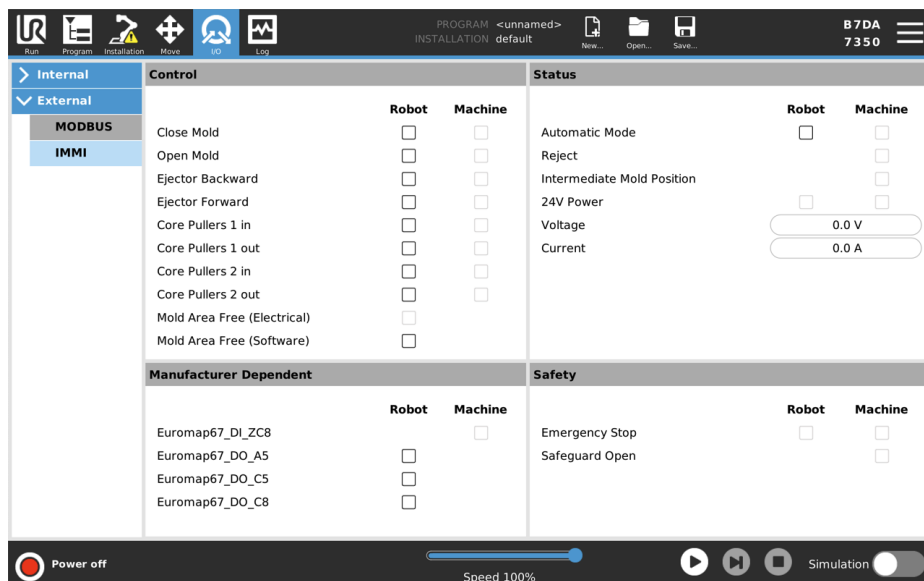 PROGRAM <unnamed>
INSTALLATION default
B7DA
7350
UR
Run
Program
Installation
Move
I/O
Log
New...
Open...
Save...
Internal
External
MODBUS
IMMI
Control
Robot Machine
Close Mold
Open Mold
Ejector Backward
Ejector Forward
Core Pullers 1 in
Core Pullers 1 out
Core Pullers 2 in
Core Pullers 2 out
Mold Area Free (Electrical)
Mold Area Free (Software)
Status
Robot Machine
Automatic Mode
Reject
Intermediate Mold Position
24V Power
Voltage 0.0 V
Current 0.0 A
Manufacturer Dependent
Robot Machine
Euromap67_DI_ZC8
Euromap67_DO_A5
Euromap67_DO_C5
Euromap67_DO_C8
Safety
Robot Machine
Emergency Stop
Safeguard Open
Power off
Speed 100%
Simulation